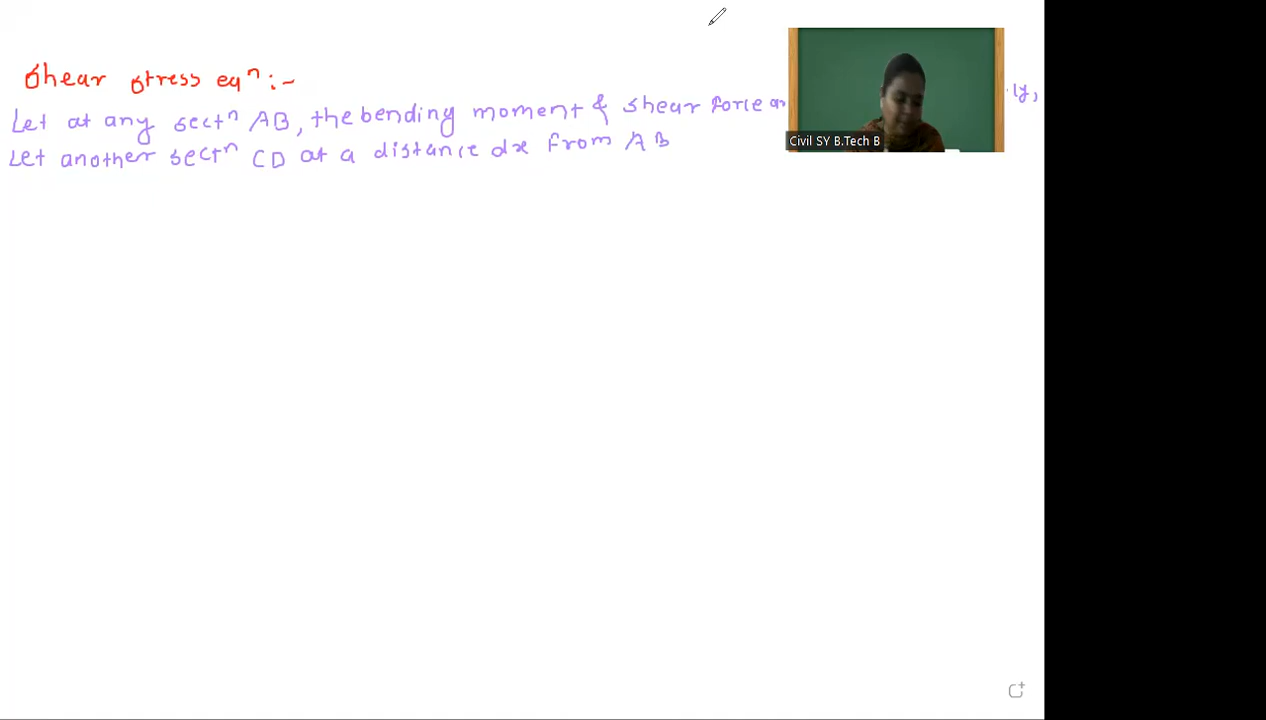 Shear stress eqⁿ :-
Let at any sectⁿ AB, the bending moment & shear force ly,
Let another sectⁿ CD at a distance dx from AB
Civil SY B.Tech B